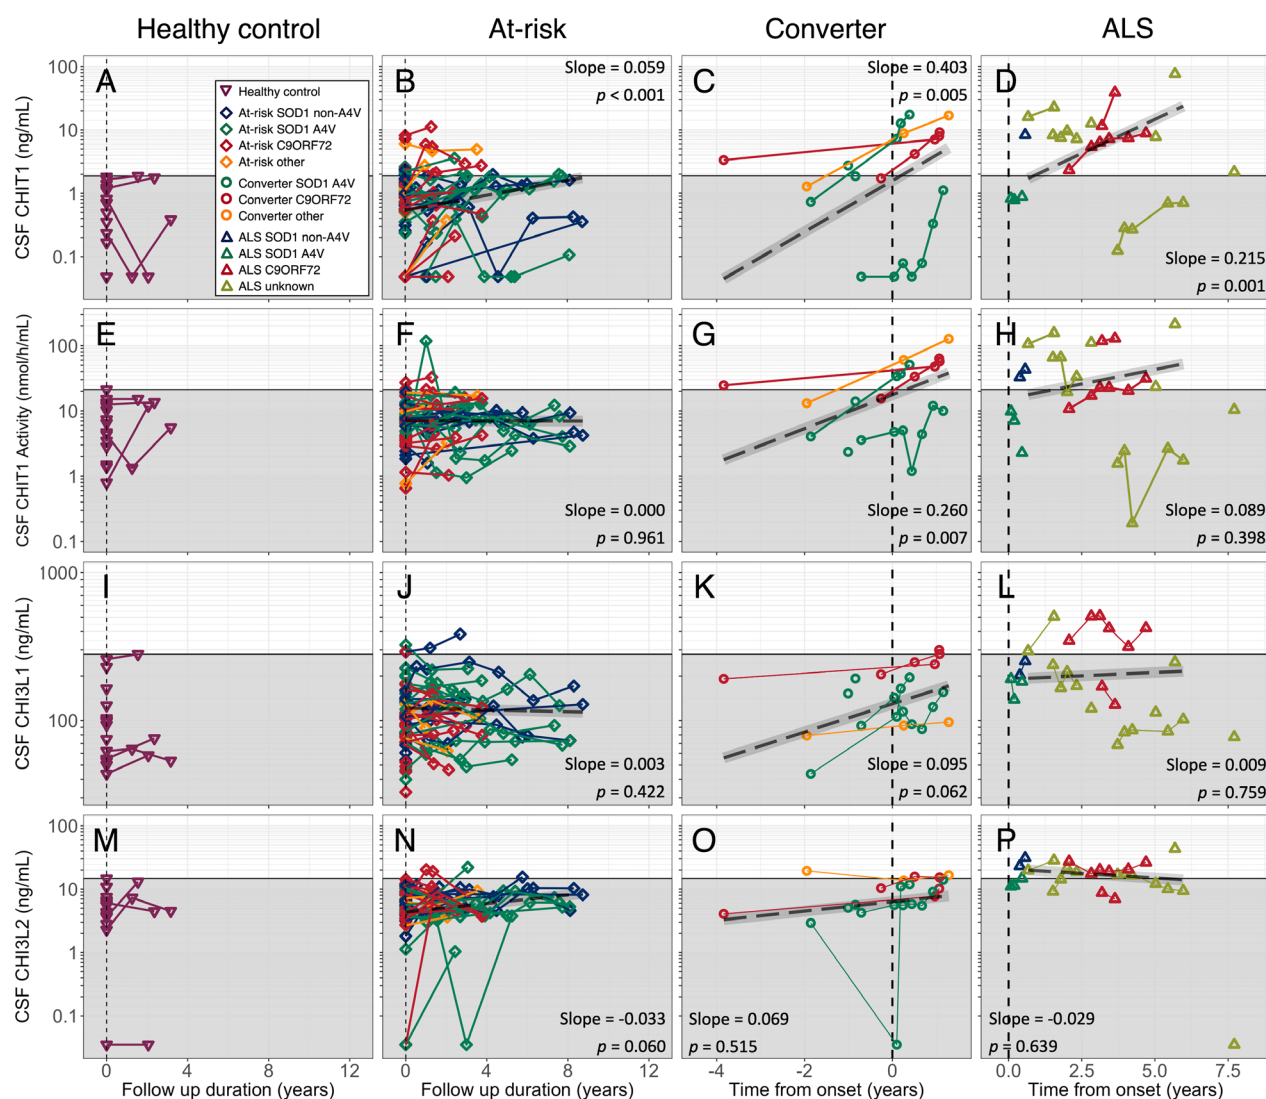 Healthy control
At-risk
Converter
ALS
CSF CHIT1 (ng/mL)
100
10
1
0.1
A
Healthy control
At-risk SOD1 non-A4V
At-risk SOD1 A4V
At-risk C9ORF72
At-risk other
Converter SOD1 A4V
Converter C9ORF72
Converter other
ALS SOD1 non-A4V
ALS SOD1 A4V
ALS C9ORF72
ALS unknown
B
Slope = 0.059
p < 0.001
C
Slope = 0.403
p = 0.005
D
Slope = 0.215
p = 0.001
CSF CHIT1 Activity (nmol/h/mL)
100
10
1
0.1
E
F
Slope = 0.000
p = 0.961
G
Slope = 0.260
p = 0.007
H
Slope = 0.089
p = 0.398
CSF CHI3L1 (ng/mL)
1000
100
I
J
Slope = 0.003
p = 0.422
K
Slope = 0.095
p = 0.062
L
Slope = 0.009
p = 0.759
CSF CHI3L2 (ng/mL)
100
10
1
0.1
M
N
Slope = -0.033
p = 0.060
O
Slope = 0.069
p = 0.515
P
Slope = -0.029
p = 0.639
0 4 8 12
Follow up duration (years)
0 4 8 12
Follow up duration (years)
-4 -2 0
Time from onset (years)
0.0 2.5 5.0 7.5
Time from onset (years)